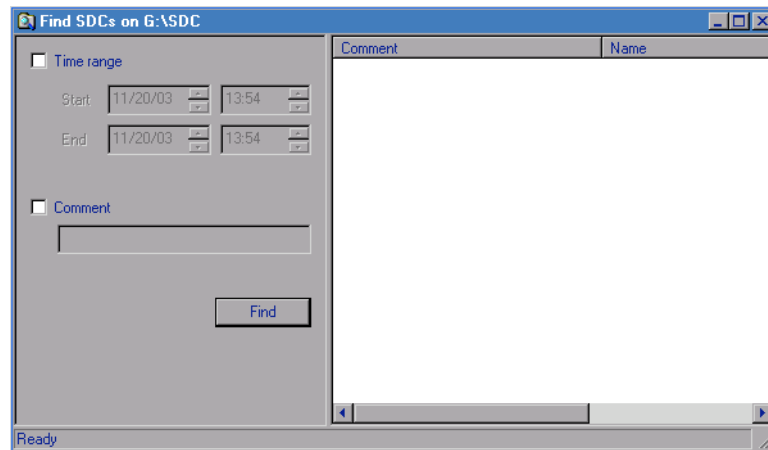 Find SDCs on G:\SDC
Time range
Start 11/20/03 13:54
End 11/20/03 13:54
Comment
Find
Comment Name
Ready